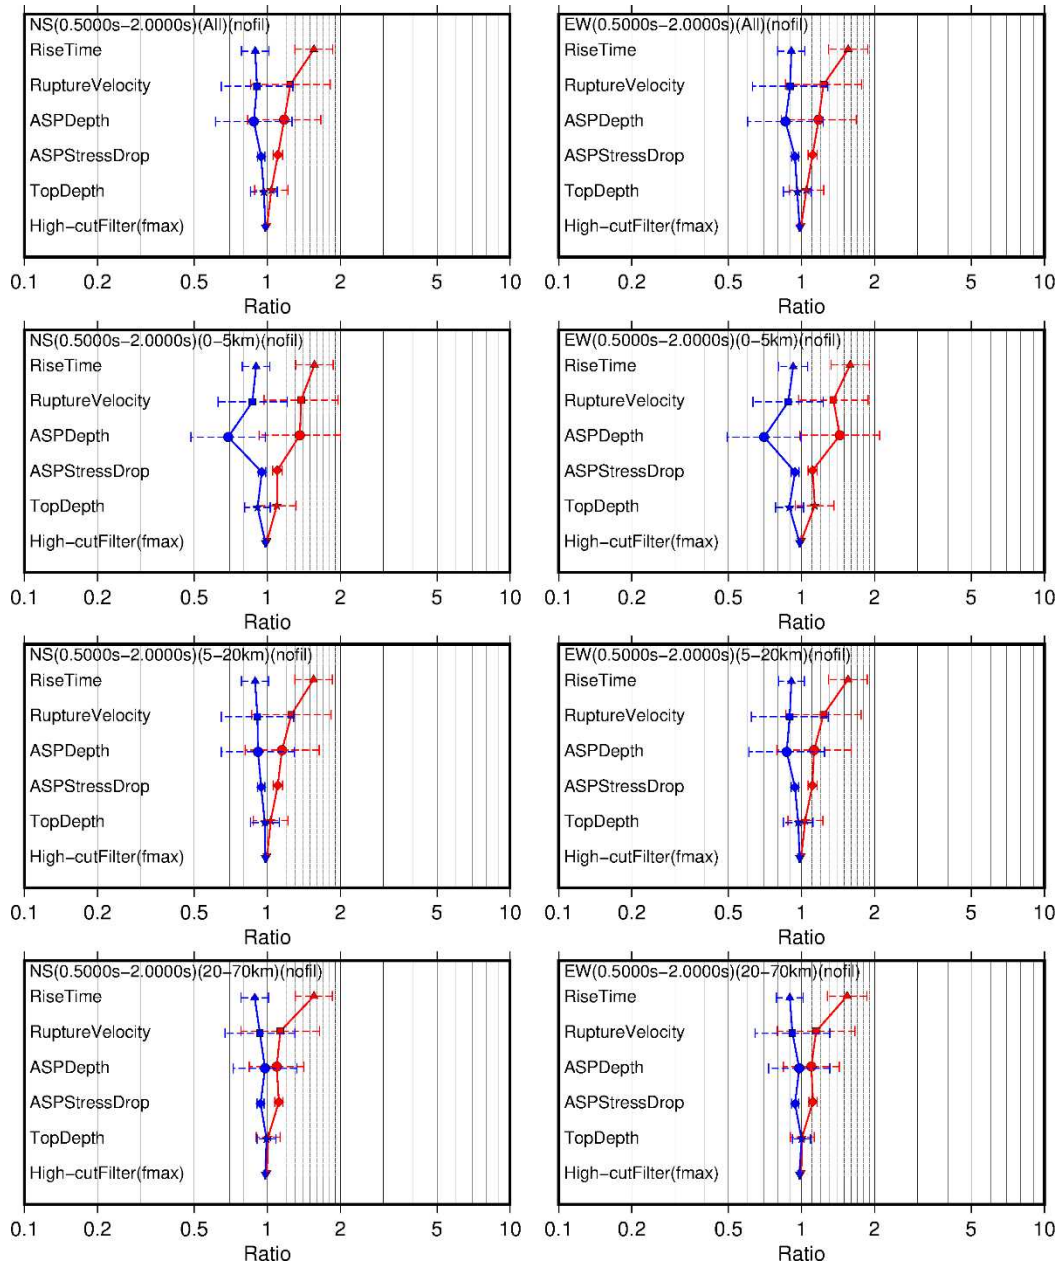 NS(0.5000s−2.0000s)(All)(nofil)
RiseTime
RuptureVelocity
ASPDepth
ASPStressDrop
TopDepth
High−cutFilter(fmax)
0.1 0.2 0.5 1 2 5 10
Ratio
EW(0.5000s−2.0000s)(All)(nofil)
RiseTime
RuptureVelocity
ASPDepth
ASPStressDrop
TopDepth
High−cutFilter(fmax)
0.1 0.2 0.5 1 2 5 10
Ratio
NS(0.5000s−2.0000s)(0−5km)(nofil)
RiseTime
RuptureVelocity
ASPDepth
ASPStressDrop
TopDepth
High−cutFilter(fmax)
0.1 0.2 0.5 1 2 5 10
Ratio
EW(0.5000s−2.0000s)(0−5km)(nofil)
RiseTime
RuptureVelocity
ASPDepth
ASPStressDrop
TopDepth
High−cutFilter(fmax)
0.1 0.2 0.5 1 2 5 10
Ratio
NS(0.5000s−2.0000s)(5−20km)(nofil)
RiseTime
RuptureVelocity
ASPDepth
ASPStressDrop
TopDepth
High−cutFilter(fmax)
0.1 0.2 0.5 1 2 5 10
Ratio
EW(0.5000s−2.0000s)(5−20km)(nofil)
RiseTime
RuptureVelocity
ASPDepth
ASPStressDrop
TopDepth
High−cutFilter(fmax)
0.1 0.2 0.5 1 2 5 10
Ratio
NS(0.5000s−2.0000s)(20−70km)(nofil)
RiseTime
RuptureVelocity
ASPDepth
ASPStressDrop
TopDepth
High−cutFilter(fmax)
0.1 0.2 0.5 1 2 5 10
Ratio
EW(0.5000s−2.0000s)(20−70km)(nofil)
RiseTime
RuptureVelocity
ASPDepth
ASPStressDrop
TopDepth
High−cutFilter(fmax)
0.1 0.2 0.5 1 2 5 10
Ratio